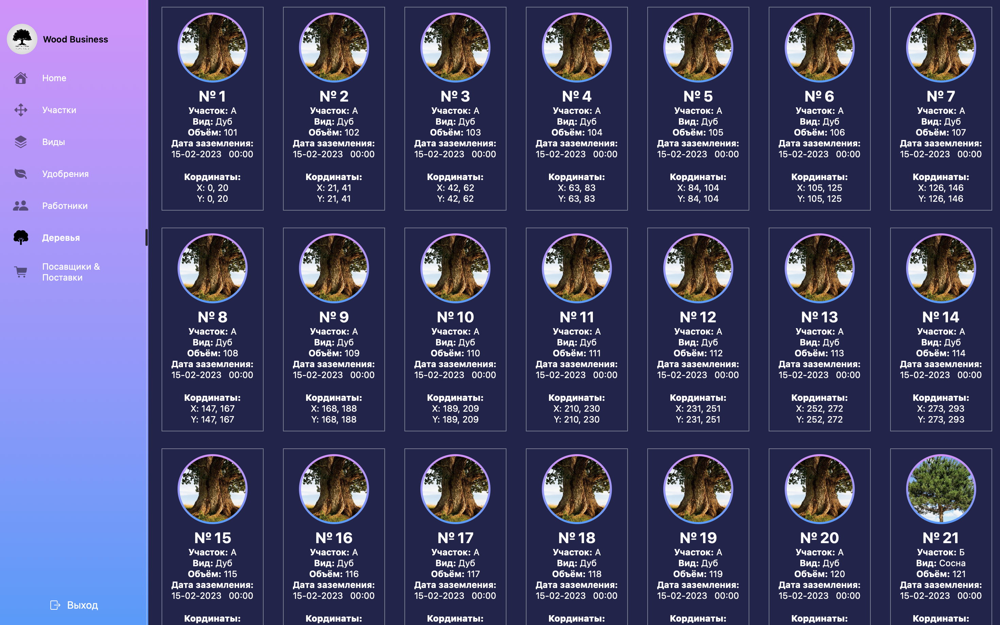 Wood Business
Home
Участки
Виды
Удобрения
Работники
Деревья
Посавщики &
Поставки
Выход
№ 1
Участок: А
Вид: Дуб
Объём: 101
Дата заземления:
15-02-2023 00:00
Кординаты:
X: 0, 20
Y: 0, 20
№ 2
Участок: А
Вид: Дуб
Объём: 102
Дата заземления:
15-02-2023 00:00
Кординаты:
X: 21, 41
Y: 21, 41
№ 3
Участок: А
Вид: Дуб
Объём: 103
Дата заземления:
15-02-2023 00:00
Кординаты:
X: 42, 62
Y: 42, 62
№ 4
Участок: А
Вид: Дуб
Объём: 104
Дата заземления:
15-02-2023 00:00
Кординаты:
X: 63, 83
Y: 63, 83
№ 5
Участок: А
Вид: Дуб
Объём: 105
Дата заземления:
15-02-2023 00:00
Кординаты:
X: 84, 104
Y: 84, 104
№ 6
Участок: А
Вид: Дуб
Объём: 106
Дата заземления:
15-02-2023 00:00
Кординаты:
X: 105, 125
Y: 105, 125
№ 7
Участок: А
Вид: Дуб
Объём: 107
Дата заземления:
15-02-2023 00:00
Кординаты:
X: 126, 146
Y: 126, 146
№ 8
Участок: А
Вид: Дуб
Объём: 108
Дата заземления:
15-02-2023 00:00
Кординаты:
X: 147, 167
Y: 147, 167
№ 9
Участок: А
Вид: Дуб
Объём: 109
Дата заземления:
15-02-2023 00:00
Кординаты:
X: 168, 188
Y: 168, 188
№ 10
Участок: А
Вид: Дуб
Объём: 110
Дата заземления:
15-02-2023 00:00
Кординаты:
X: 189, 209
Y: 189, 209
№ 11
Участок: А
Вид: Дуб
Объём: 111
Дата заземления:
15-02-2023 00:00
Кординаты:
X: 210, 230
Y: 210, 230
№ 12
Участок: А
Вид: Дуб
Объём: 112
Дата заземления:
15-02-2023 00:00
Кординаты:
X: 231, 251
Y: 231, 251
№ 13
Участок: А
Вид: Дуб
Объём: 113
Дата заземления:
15-02-2023 00:00
Кординаты:
X: 252, 272
Y: 252, 272
№ 14
Участок: А
Вид: Дуб
Объём: 114
Дата заземления:
15-02-2023 00:00
Кординаты:
X: 273, 293
Y: 273, 293
№ 15
Участок: А
Вид: Дуб
Объём: 115
Дата заземления:
15-02-2023 00:00
Кординаты:
№ 16
Участок: А
Вид: Дуб
Объём: 116
Дата заземления:
15-02-2023 00:00
Кординаты:
№ 17
Участок: А
Вид: Дуб
Объём: 117
Дата заземления:
15-02-2023 00:00
Кординаты:
№ 18
Участок: А
Вид: Дуб
Объём: 118
Дата заземления:
15-02-2023 00:00
Кординаты:
№ 19
Участок: А
Вид: Дуб
Объём: 119
Дата заземления:
15-02-2023 00:00
Кординаты:
№ 20
Участок: А
Вид: Дуб
Объём: 120
Дата заземления:
15-02-2023 00:00
Кординаты:
№ 21
Участок: Б
Вид: Сосна
Объём: 121
Дата заземления:
15-02-2023 00:00
Кординаты: